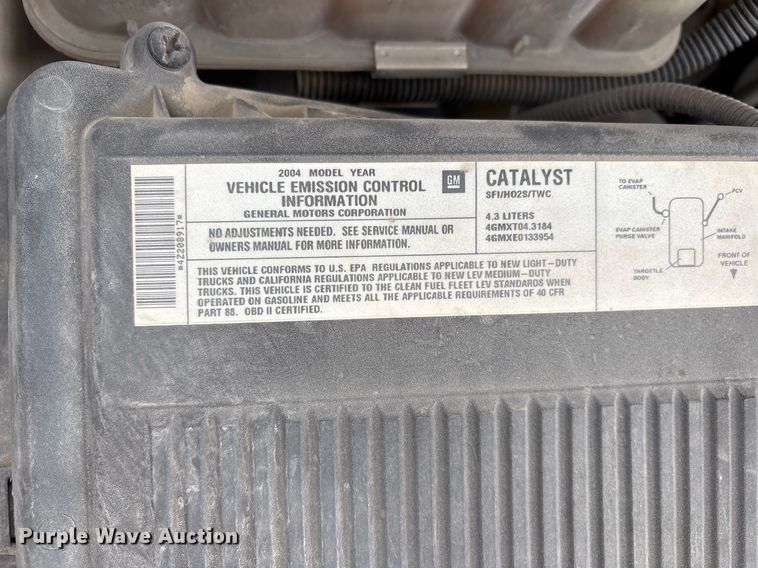 2004 MODEL YEAR
VEHICLE EMISSION CONTROL
INFORMATION
GENERAL MOTORS CORPORATION
GM
NO ADJUSTMENTS NEEDED. SEE SERVICE MANUAL OR
OWNERS MANUAL FOR MORE INFORMATION.
CATALYST
SFI/HO2S/TWC
4.3 LITERS
4GMXT04.3184
4GMXE0133954
THIS VEHICLE CONFORMS TO U.S. EPA REGULATIONS APPLICABLE TO NEW LIGHT-DUTY
TRUCKS AND CALIFORNIA REGULATIONS APPLICABLE TO NEW LEV MEDIUM-DUTY
TRUCKS. THIS VEHICLE IS CERTIFIED TO THE CLEAN FUEL FLEET LEV STANDARDS WHEN
OPERATED ON GASOLINE AND MEETS ALL THE APPLICABLE REQUIREMENTS OF 40 CFR
PART 88. OBD II CERTIFIED.
TO EVAP
CANISTER
PCV
EVAP CANISTER
PURGE VALVE
INTAKE
MANIFOLD
THROTTLE
BODY
FRONT OF
VEHICLE
*42208917*
Purple Wave Auction